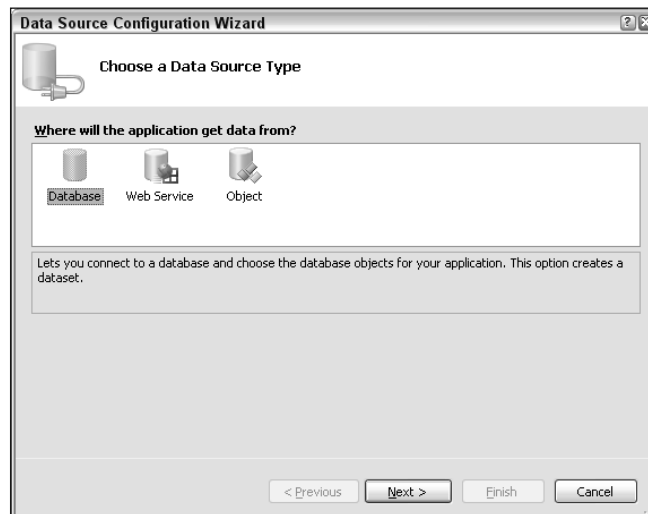 Data Source Configuration Wizard
Choose a Data Source Type
Where will the application get data from?
Database Web Service Object
Lets you connect to a database and choose the database objects for your application. This option creates a
dataset.
< Previous Next > Finish Cancel